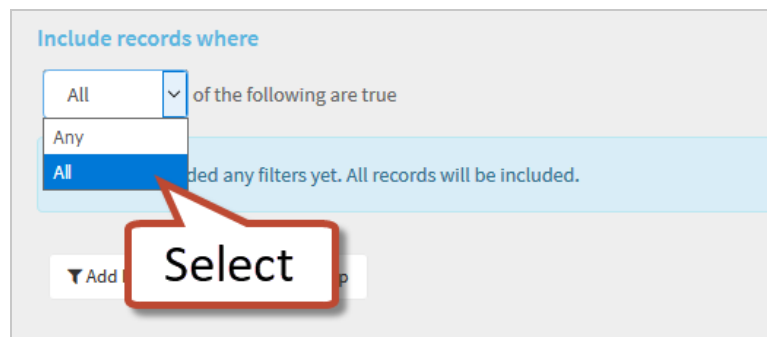 Include records where
All of the following are true
Any
All ded any filters yet. All records will be included.
Select
Add